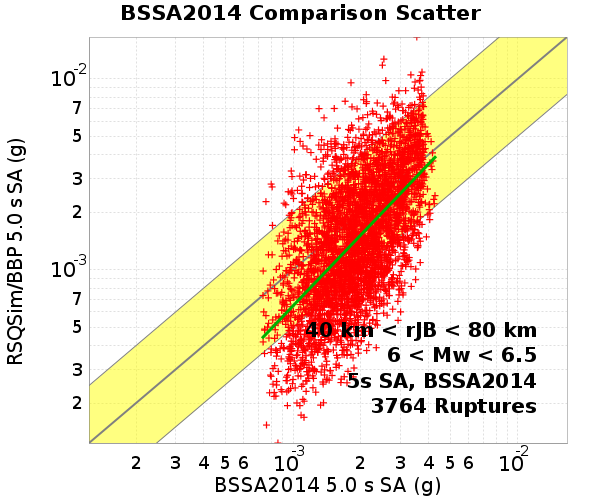 BSSA2014 Comparison Scatter
RSQSim/BBP 5.0 s SA (g)
10-2
7
5
3
2
10-3
7
5
3
2
40 km < rJB < 80 km
6 < Mw < 6.5
5s SA, BSSA2014
3764 Ruptures
2 3 4 5 6 10-3 2 3 4 5 6 10-2
BSSA2014 5.0 s SA (g)